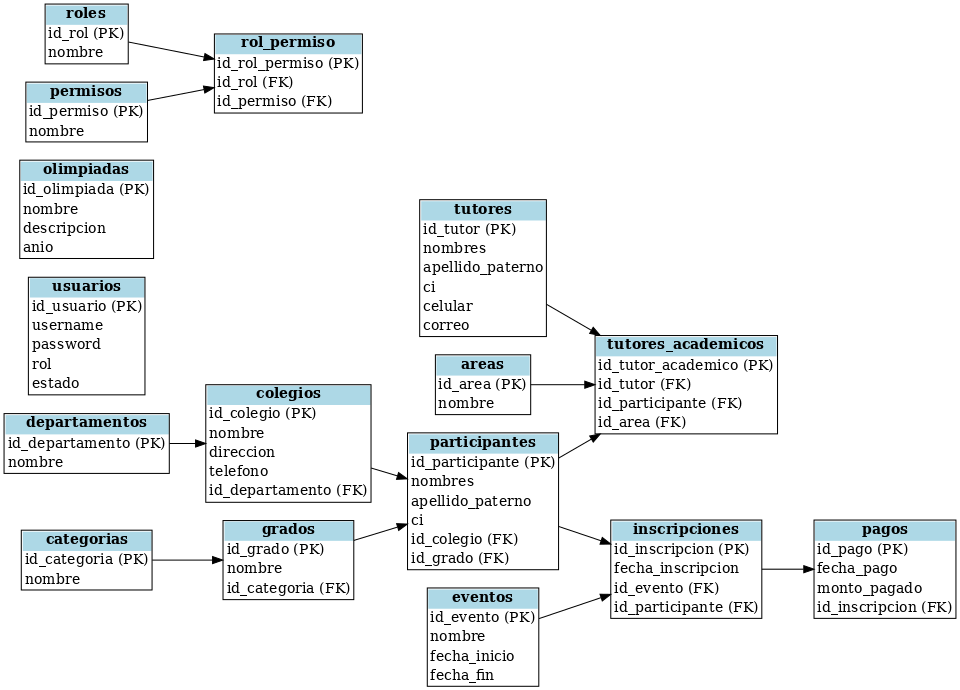 roles
id_rol (PK)
nombre
rol_permiso
id_rol_permiso (PK)
id_rol (FK)
id_permiso (FK)
permisos
id_permiso (PK)
nombre
olimpiadas
id_olimpiada (PK)
nombre
descripcion
anio
usuarios
id_usuario (PK)
username
password
rol
estado
tutores
id_tutor (PK)
nombres
apellido_paterno
ci
celular
correo
areas
id_area (PK)
nombre
tutores_academicos
id_tutor_academico (PK)
id_tutor (FK)
id_participante (FK)
id_area (FK)
departamentos
id_departamento (PK)
nombre
colegios
id_colegio (PK)
nombre
direccion
telefono
id_departamento (FK)
participantes
id_participante (PK)
nombres
apellido_paterno
ci
id_colegio (FK)
id_grado (FK)
categorias
id_categoria (PK)
nombre
grados
id_grado (PK)
nombre
id_categoria (FK)
eventos
id_evento (PK)
nombre
fecha_inicio
fecha_fin
inscripciones
id_inscripcion (PK)
fecha_inscripcion
id_evento (FK)
id_participante (FK)
pagos
id_pago (PK)
fecha_pago
monto_pagado
id_inscripcion (FK)